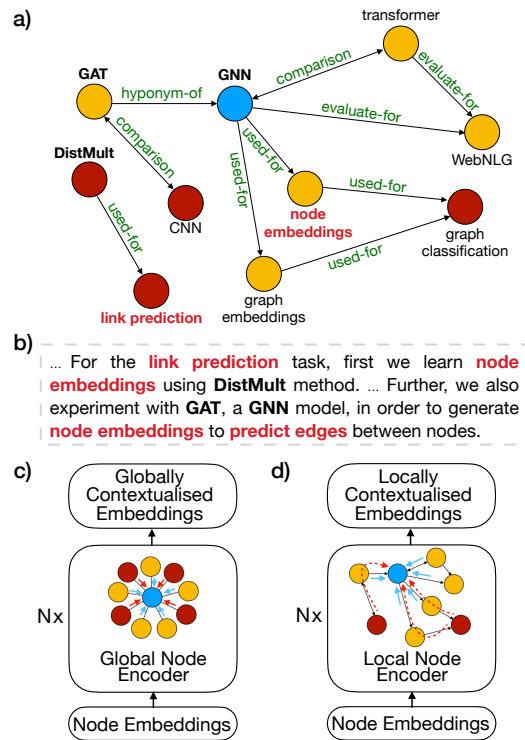 a)
transformer
GAT
GNN
comparison
evaluate-for
hyponym-of
evaluate-for
comparison
used-for
WebNLG
DistMult
used-for
used-for
CNN
node
embeddings
used-for
graph
classification
used-for
link prediction
graph
embeddings
b)
... For the link prediction task, first we learn node
embeddings using DistMult method. ... Further, we also
experiment with GAT, a GNN model, in order to generate
node embeddings to predict edges between nodes.
c)
Globally
Contextualised
Embeddings
Nx
Global Node
Encoder
Node Embeddings
d)
Locally
Contextualised
Embeddings
Nx
Local Node
Encoder
Node Embeddings